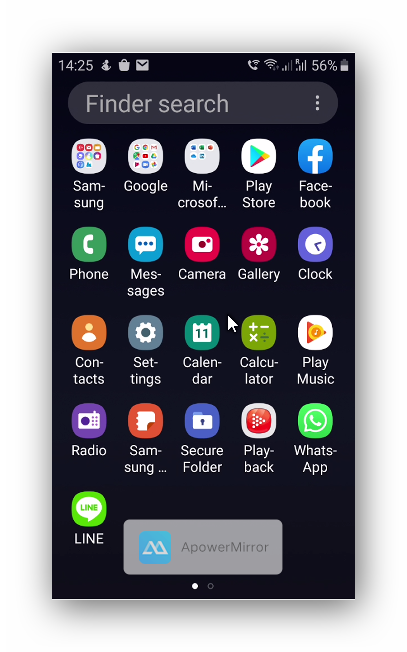 14:25 56%
Finder search
Sam- Google Mi- Play Face-
sung crosof... Store book
Phone Mes- Camera Gallery Clock
sages
11
Con- Set- Calen- Calcu- Play
tacts tings dar lator Music
Radio Sam- Secure Play- Whats-
sung ... Folder back App
LINE
LINE
ApowerMirror